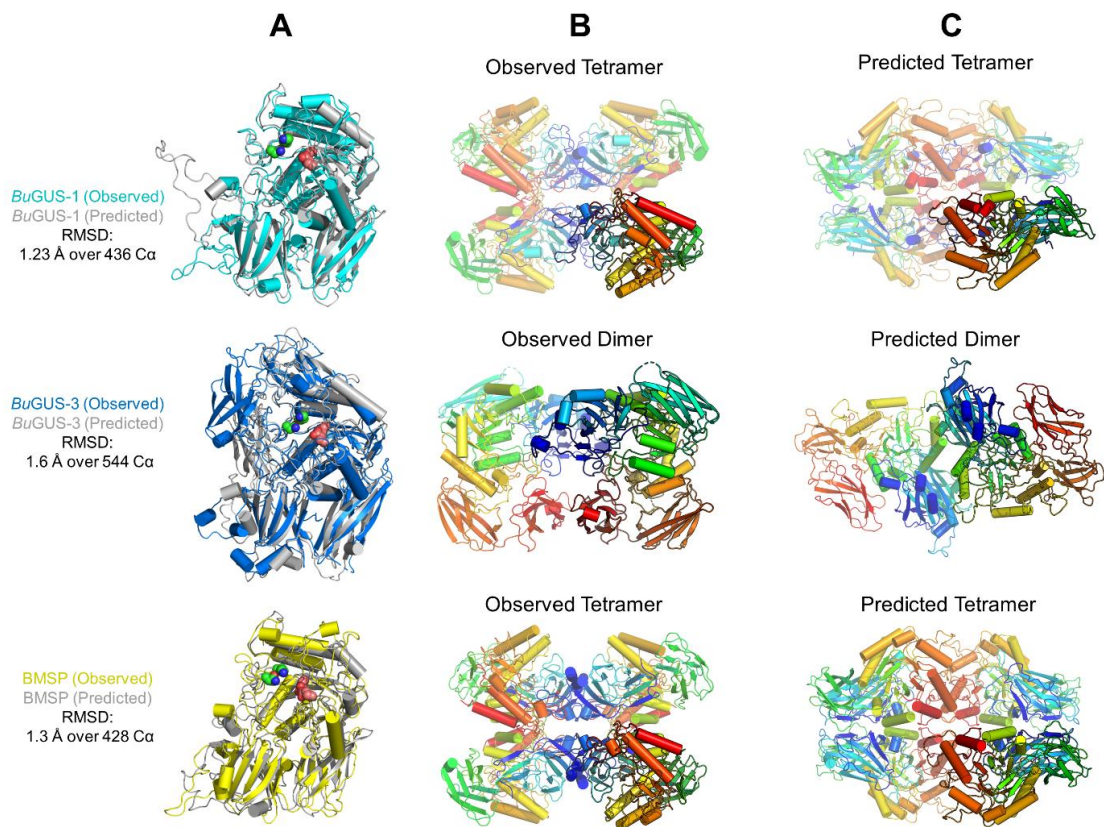 A
B
C
Observed Tetramer
Predicted Tetramer
BuGUS-1 (Observed)
BuGUS-1 (Predicted)
RMSD:
1.23 Å over 436 Cα
Observed Dimer
Predicted Dimer
BuGUS-3 (Observed)
BuGUS-3 (Predicted)
RMSD:
1.6 Å over 544 Cα
Observed Tetramer
Predicted Tetramer
BMSP (Observed)
BMSP (Predicted)
RMSD:
1.3 Å over 428 Cα